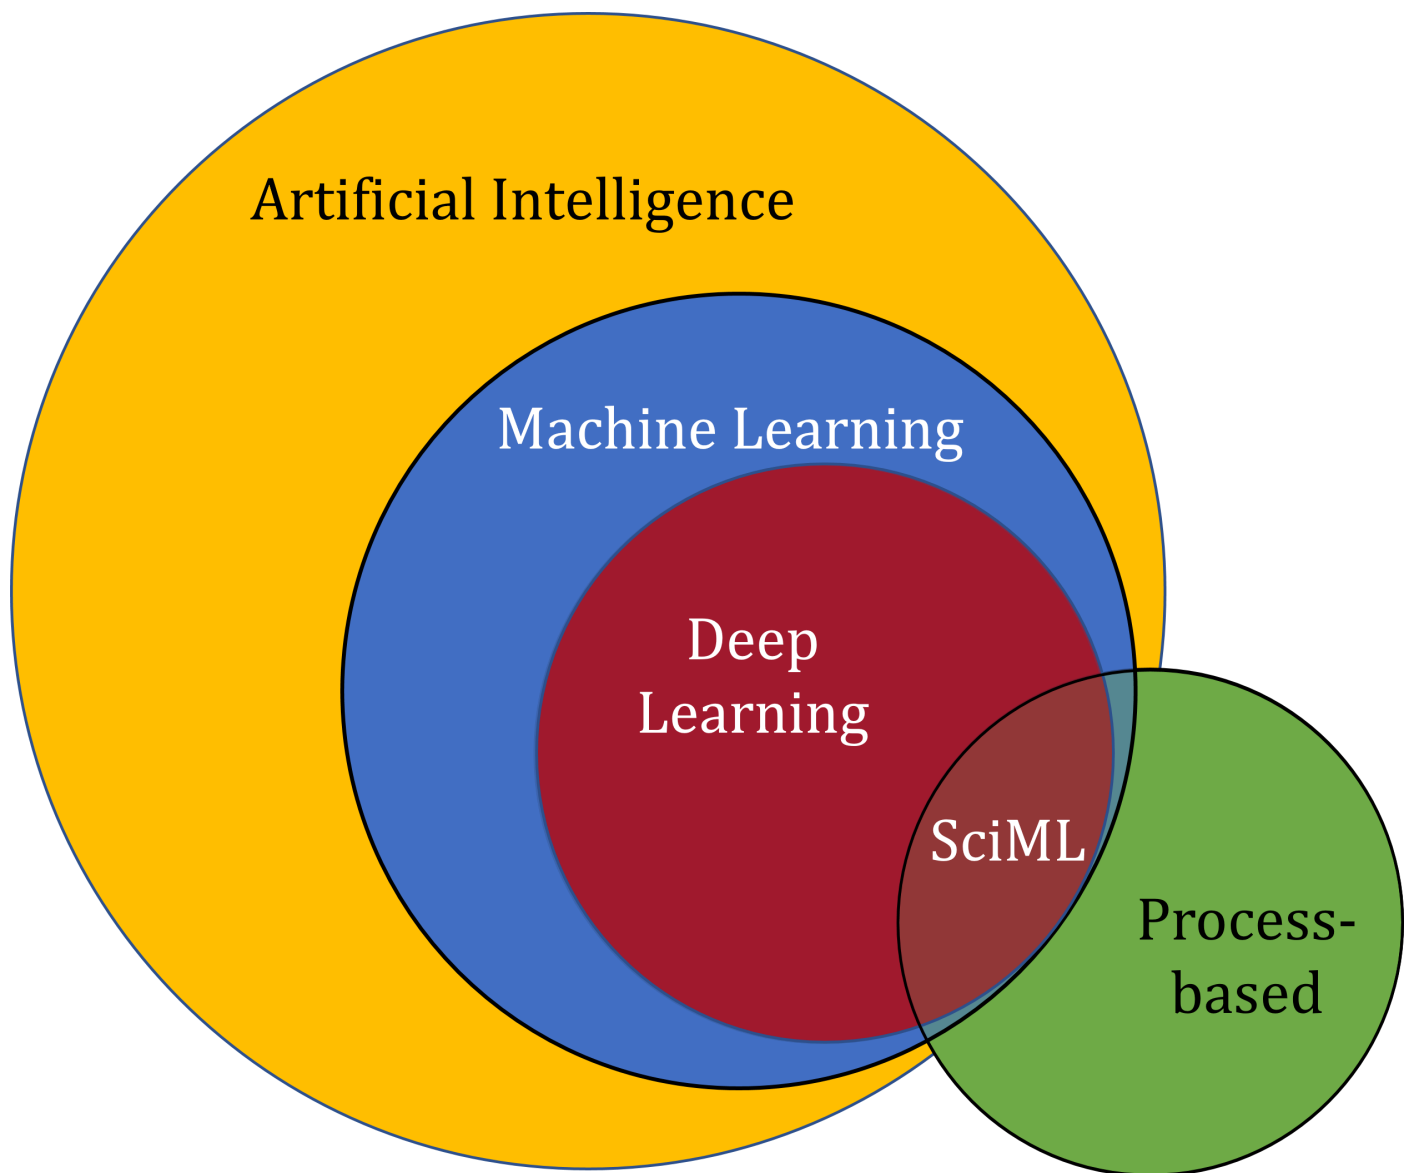 Artificial Intelligence
Machine Learning
Deep
Learning
SciML
Process-
based